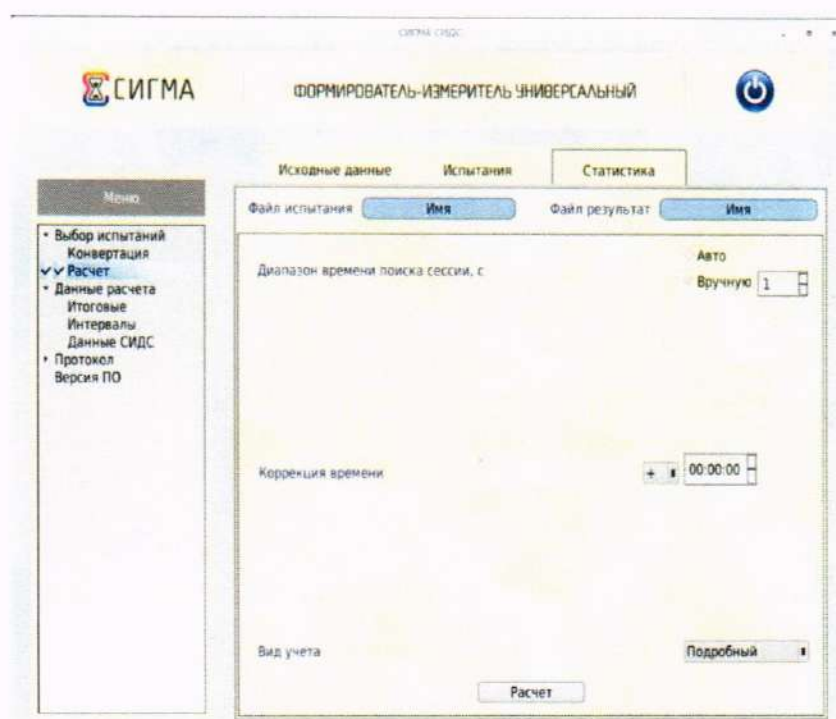 СИГМА СИДС
СИГМА
ФОРМИРОВАТЕЛЬ-ИЗМЕРИТЕЛЬ УНИВЕРСАЛЬНЫЙ
Исходные данные Испытания Статистика
Меню
Файл испытания Имя Файл результат Имя
Выбор испытаний
Конвертация
Расчет
Данные расчета
Итоговые
Интервалы
Данные СИДС
Протокол
Версия ПО
Диапазон времени поиска сессии, с
Авто
Вручную 1
Коррекция времени + 00:00:00
Вид учета Подробный
Расчет